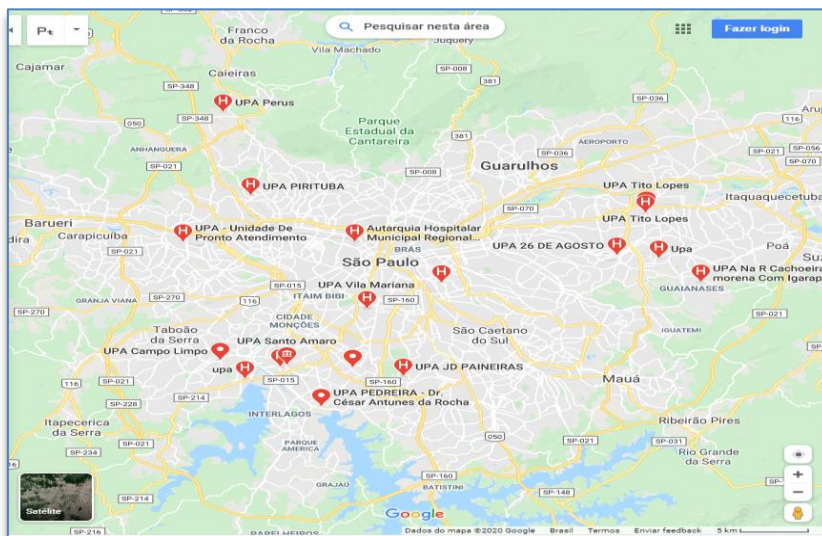 Pt
Pesquisar nesta área
Fazer login
Franco
da Rocha
Juquery
Vila Machado
SP-008
Cajamar
Caieiras
381
SP-348
SP-036
UPA Perus
Aru
050
SP-348
Parque
Estadual da
Cantareira
116
381
ANHANGUERA
AEROPORTO
SP-021
SP-056
SP-036
SP-070
SP-021
Guarulhos
SP-008
UPA PIRITUBA
UPA Tito Lopes
Itaquaquecetuba
SP-070
UPA Tito Lopes
Barueri
dira
Carapicuíba
UPA - Unidade De
Pronto Atendimento
Autarquia Hospitalar
Municipal Regional...
BRÁS
UPA 26 DE AGOSTO
Upa
Poá
SP-021
Suz
São Paulo
UPA Na R Cachoeira
morena Com Igarap
SP-015
UPA Vila Mariana
GUAIANASES
GRANJA VIANA
SP-270
116
ITAIM BIBI
SP-160
SP-270
CIDADE
MONÇÕES
Taboão
da Serra
São Caetano
do Sul
IGUATEMI
UPA Santo Amaro
UPA Campo Limpo
upa
UPA JD PAINEIRAS
116
SP-021
SP-015
SP-160
Mauá
SP-228
SP-214
UPA PEDREIRA - Dr.
César Antunes da Rocha
INTERLAGOS
Itapecerica
da Serra
Ribeirão Pires
SP-021
PARQUE
AMERICA
050
SP-021
SP-031
Rio Grande
da Serra
SP-234
116
SP-160
GRAJAÚ
BATISTINI
SP-148
SP-214
Satélite
Google
SP-216
PARELHEIROS
Dados do mapa ©2020 Google
Brasil
Termos
Enviar feedback
5 km